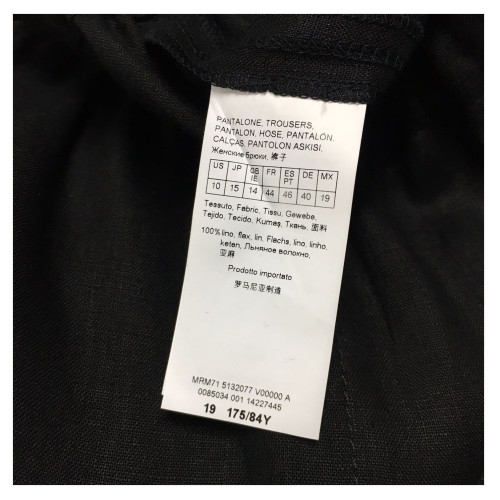 PANTALONE, TROUSERS,
PANTALON, HOSE, PANTALÓN,
CALÇAS, PANTOLON ASKISI,
Женские брюки, 裤子
US JP GB IE FR ES PT DE MX
10 15 14 44 46 40 19
Tessuto, Fabric, Tissu, Gewebe,
Tejido, Tecido, Kumaş, Ткань, 面料
100%lino, flax, lin, Flachs, lino, linho,
keten, Льняное волокно,
亚麻
Prodotto importato
罗马尼亚制造
MRM71 5132077 V00000 A
0085034 001 14227445
19 175/84Y